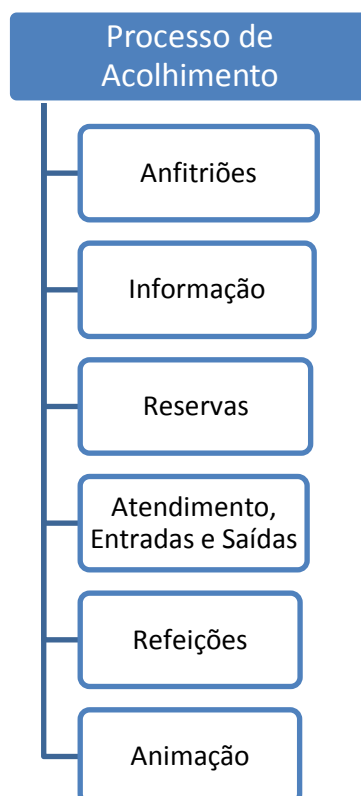 Processo de
Acolhimento
Anfitriões
Informação
Reservas
Atendimento,
Entradas e Saídas
Refeições
Animação